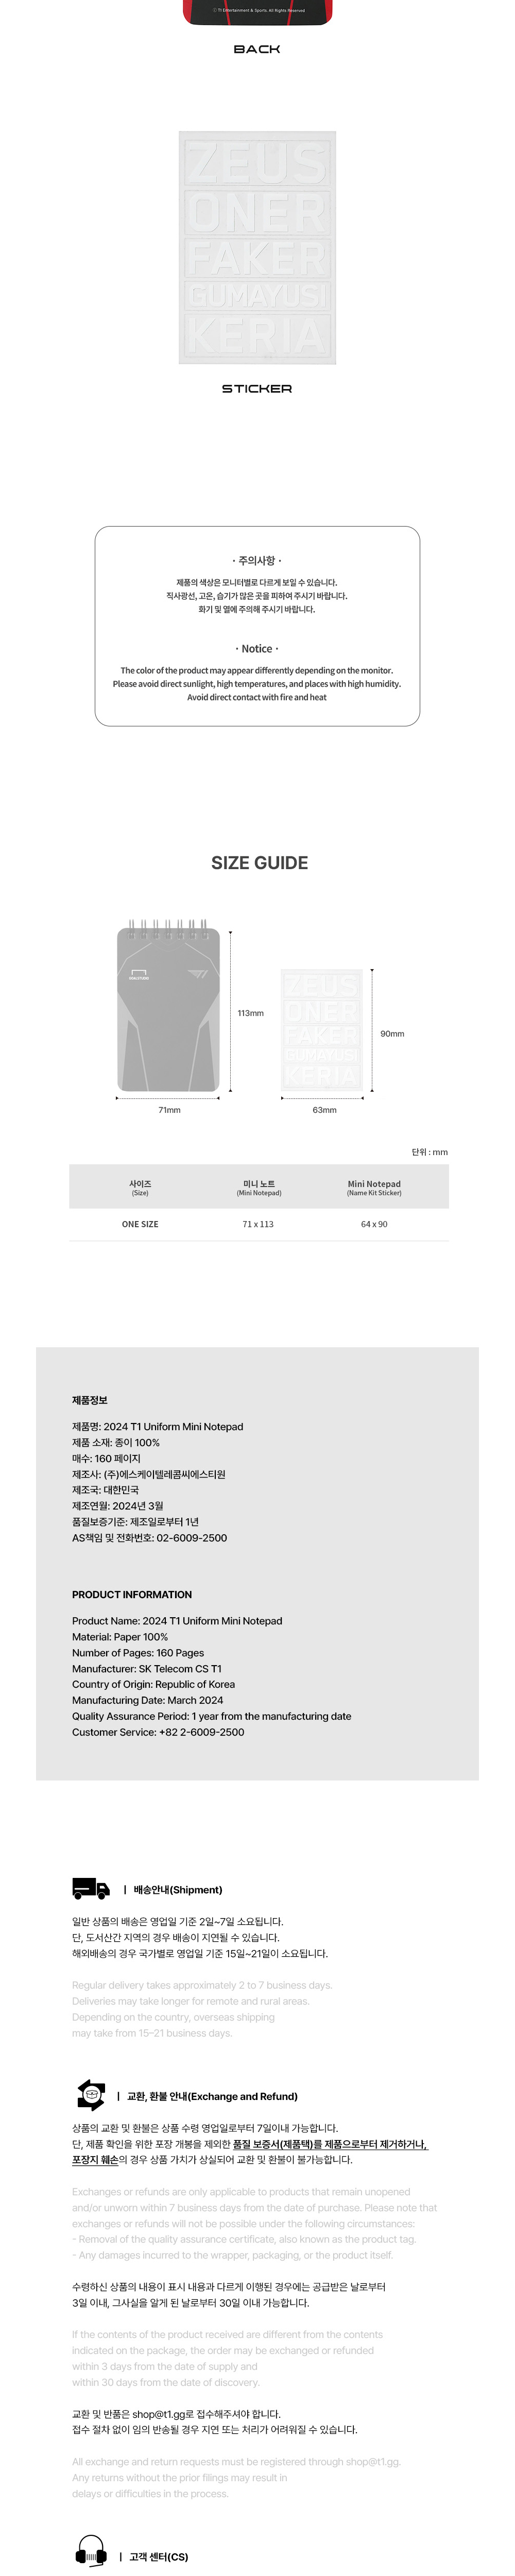 © T1 Entertainment & Sports. All Rights Reserved
BACK
ZEUS
ONER
FAKER
GUMAYUSI
KERIA
STICKER
· 주의사항 ·
제품의 색상은 모니터별로 다르게 보일 수 있습니다.
직사광선, 고온, 습기가 많은 곳을 피하여 주시기 바랍니다.
화기 및 열에 주의해 주시기 바랍니다.
· Notice ·
The color of the product may appear differently depending on the monitor.
Please avoid direct sunlight, high temperatures, and places with high humidity.
Avoid direct contact with fire and heat
SIZE GUIDE
113mm
71mm
ZEUS
ONER
FAKER
GUMAYUSI
KERIA
90mm
63mm
단위 : mm
사이즈 미니 노트 Mini Notepad
(Size) (Mini Notepad) (Name Kit Sticker)
ONE SIZE 71 x 113 64 x 90
제품정보
제품명: 2024 T1 Uniform Mini Notepad
제품 소재: 종이 100%
매수: 160 페이지
제조사: (주)에스케이텔레콤씨에스티원
제조국: 대한민국
제조연월: 2024년 3월
품질보증기준: 제조일로부터 1년
AS책임 및 전화번호: 02-6009-2500
PRODUCT INFORMATION
Product Name: 2024 T1 Uniform Mini Notepad
Material: Paper 100%
Number of Pages: 160 Pages
Manufacturer: SK Telecom CS T1
Country of Origin: Republic of Korea
Manufacturing Date: March 2024
Quality Assurance Period: 1 year from the manufacturing date
Customer Service: +82 2-6009-2500
| 배송안내(Shipment)
일반 상품의 배송은 영업일 기준 2일~7일 소요됩니다.
단, 도서산간 지역의 경우 배송이 지연될 수 있습니다.
해외배송의 경우 국가별로 영업일 기준 15일~21일이 소요됩니다.
Regular delivery takes approximately 2 to 7 business days.
Deliveries may take longer for remote and rural areas.
Depending on the country, overseas shipping
may take from 15–21 business days.
| 교환, 환불 안내(Exchange and Refund)
상품의 교환 및 환불은 상품 수령 영업일로부터 7일이내 가능합니다.
단, 제품 확인을 위한 포장 개봉을 제외한 품질 보증서(제품택)를 제품으로부터 제거하거나,
포장지 훼손의 경우 상품 가치가 상실되어 교환 및 환불이 불가능합니다.
Exchanges or refunds are only applicable to products that remain unopened
and/or unworn within 7 business days from the date of purchase. Please note that
exchanges or refunds will not be possible under the following circumstances:
- Removal of the quality assurance certificate, also known as the product tag.
- Any damages incurred to the wrapper, packaging, or the product itself.
수령하신 상품의 내용이 표시 내용과 다르게 이행된 경우에는 공급받은 날로부터
3일 이내, 그사실을 알게 된 날로부터 30일 이내 가능합니다.
If the contents of the product received are different from the contents
indicated on the package, the order may be exchanged or refunded
within 3 days from the date of supply and
within 30 days from the date of discovery.
교환 및 반품은 shop@t1.gg로 접수해주셔야 합니다.
접수 절차 없이 임의 반송될 경우 지연 또는 처리가 어려워질 수 있습니다.
All exchange and return requests must be registered through shop@t1.gg.
Any returns without the prior filings may result in
delays or difficulties in the process.
| 고객 센터(CS)